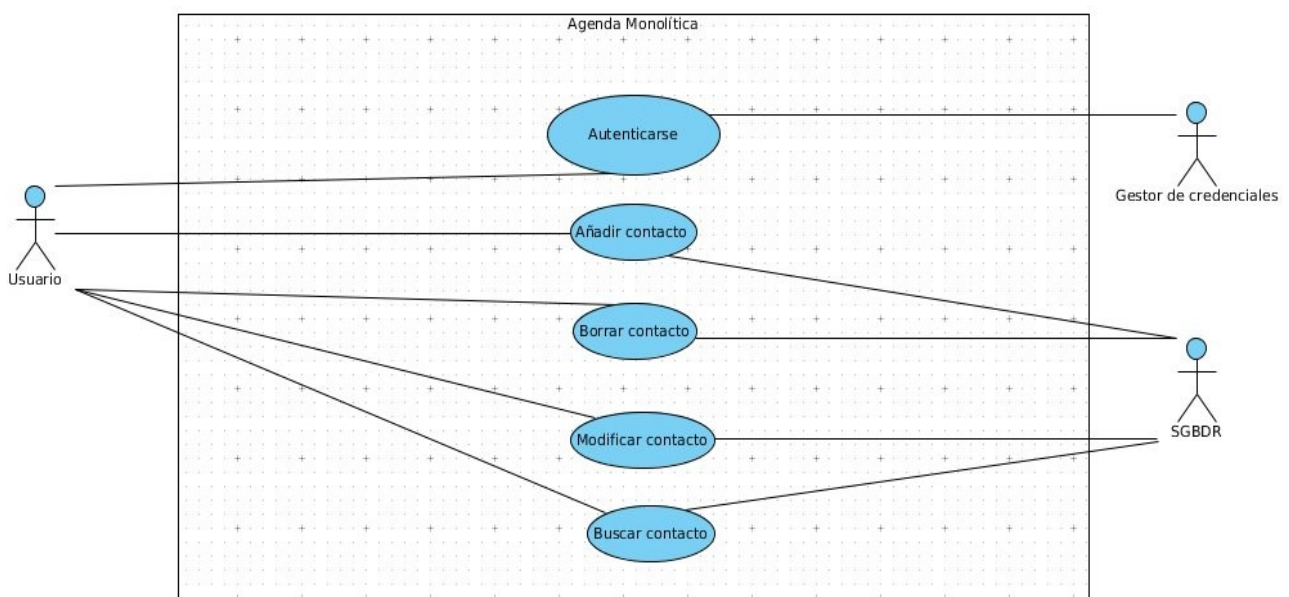 Agenda Monolítica
Autenticarse
Gestor de credenciales
Añadir contacto
Usuario
Borrar contacto
SGBDR
Modificar contacto
Buscar contacto